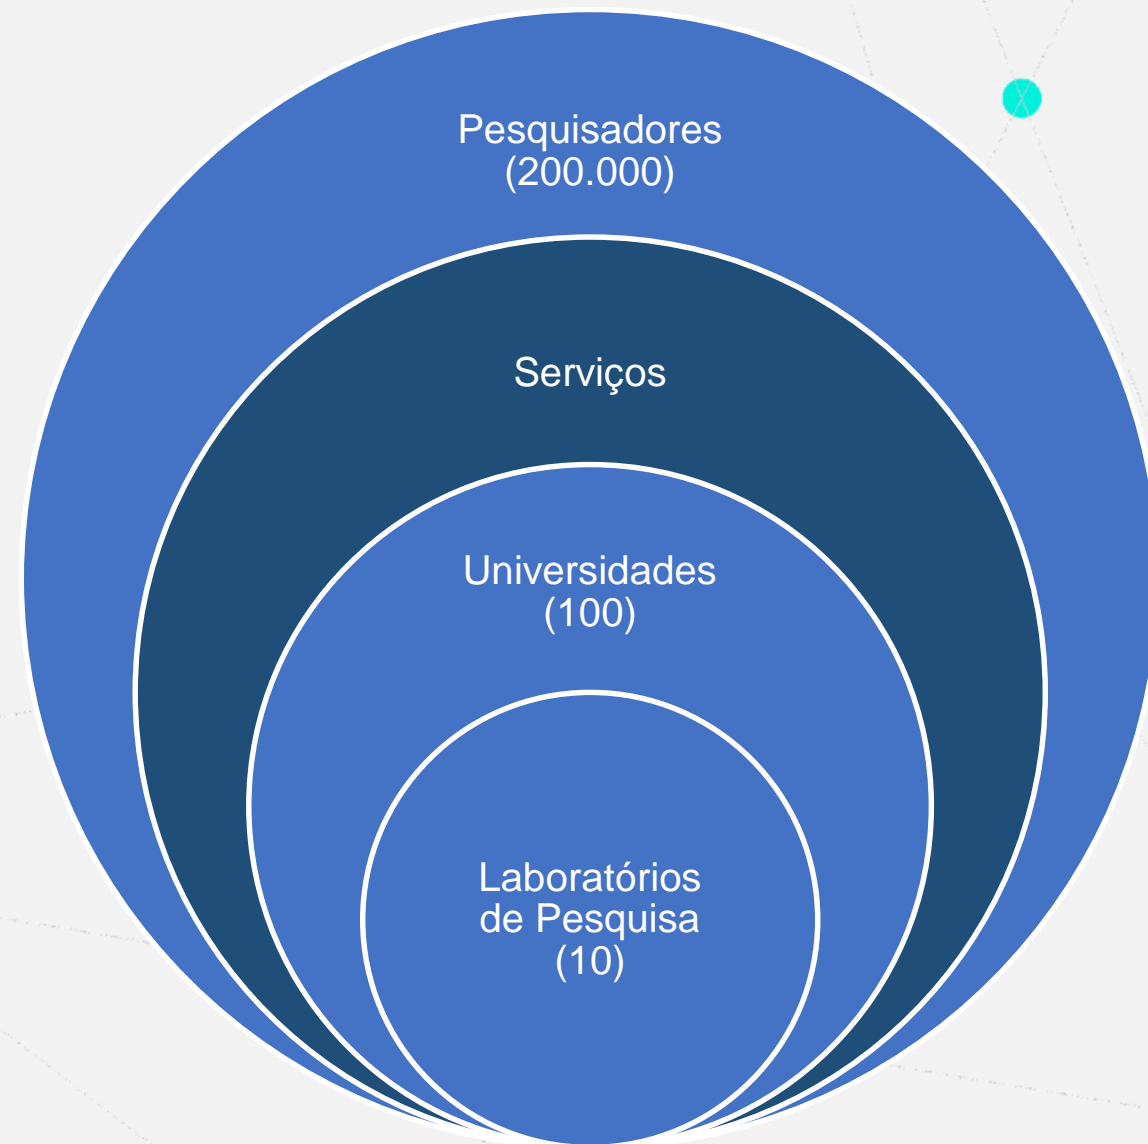 Pesquisadores
(200.000)
Serviços
Universidades
(100)
Laboratórios
de Pesquisa
(10)